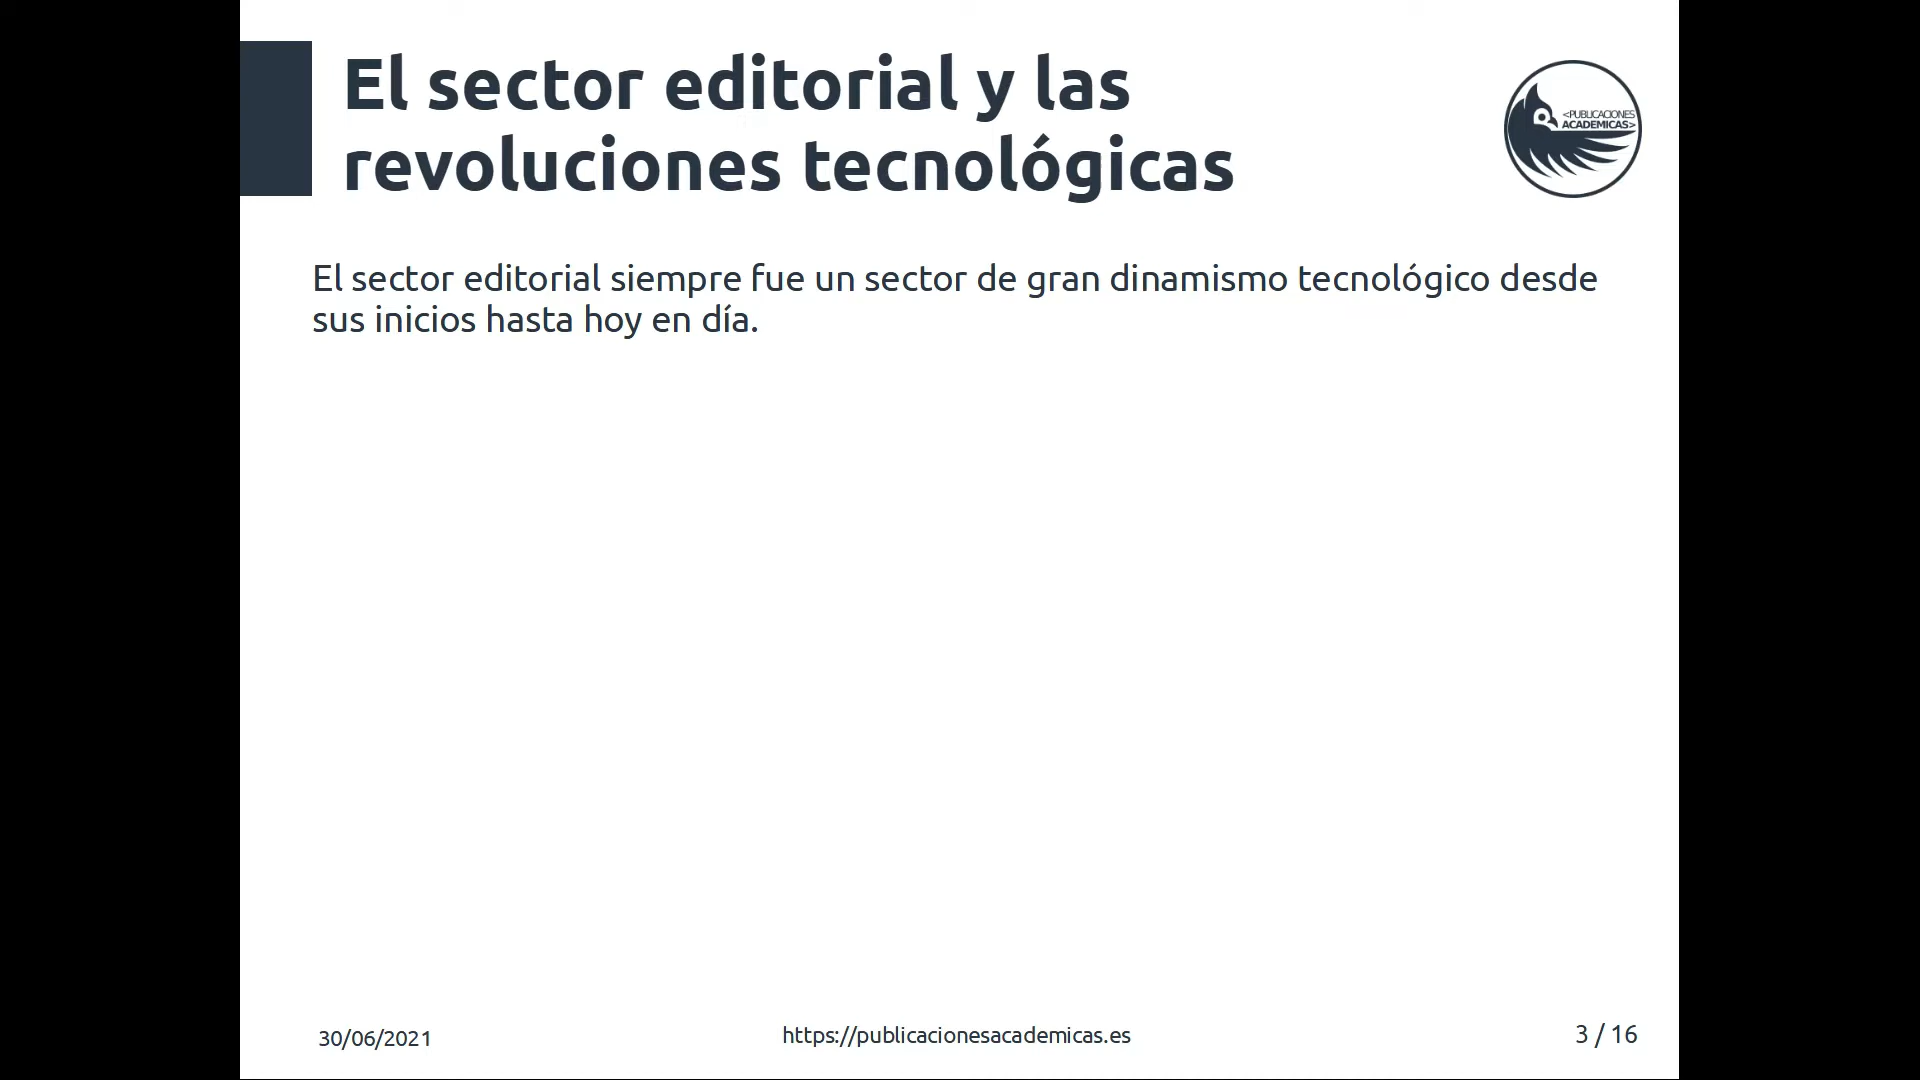 El sector editorial y las
revoluciones tecnológicas
<PUBLICACIONES
ACADEMICAS>
El sector editorial siempre fue un sector de gran dinamismo tecnológico desde
sus inicios hasta hoy en día.
30/06/2021
https://publicacionesacademicas.es
3 / 16